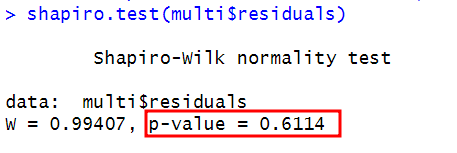 > shapiro.test(multi$residuals)
Shapiro-Wilk normality test
data:  multi$residuals
W = 0.99407, p-value = 0.6114